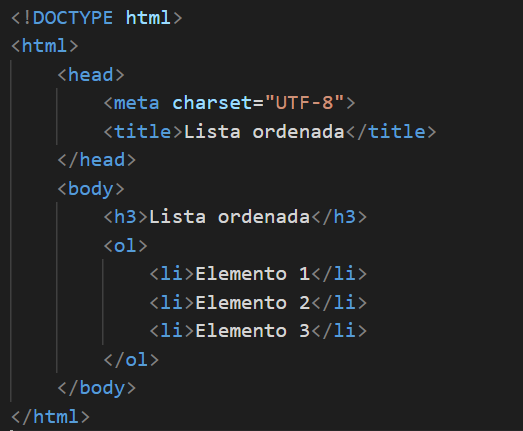 <!DOCTYPE html>
<html>
    <head>
        <meta charset="UTF-8">
        <title>Lista ordenada</title>
    </head>
    <body>
        <h3>Lista ordenada</h3>
        <ol>
            <li>Elemento 1</li>
            <li>Elemento 2</li>
            <li>Elemento 3</li>
        </ol>
    </body>
</html>